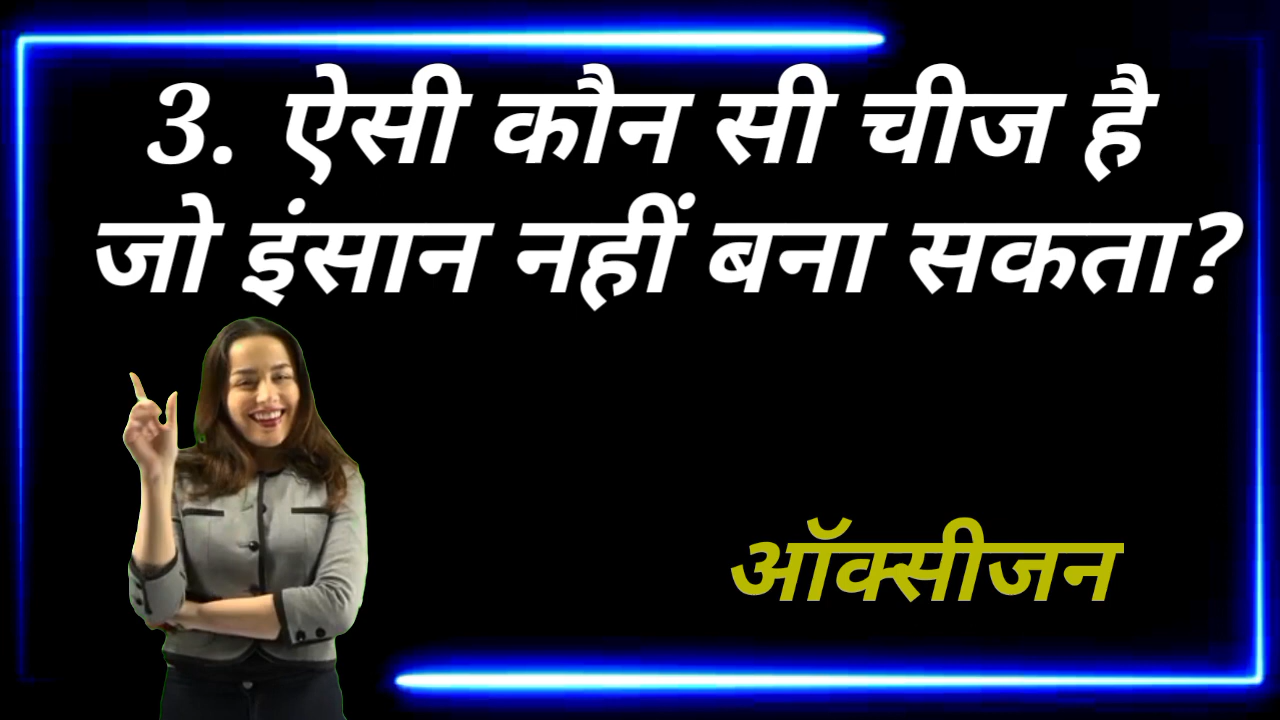 3. ऐसी कौन सी चीज है
जो इंसान नहीं बना सकता?
ऑक्सीजन